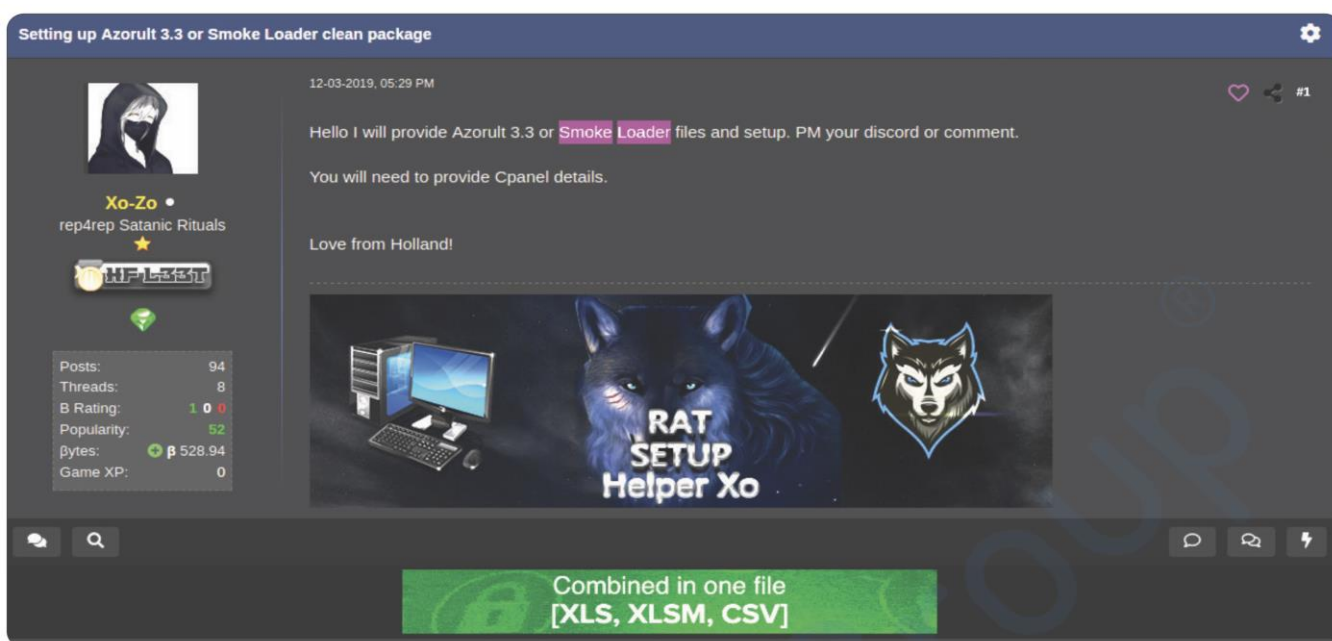 Setting up Azorult 3.3 or Smoke Loader clean package
12-03-2019, 05:29 PM
#1
Hello I will provide Azorult 3.3 or Smoke Loader files and setup. PM your discord or comment.
You will need to provide Cpanel details.
Love from Holland!
Xo-Zo
rep4rep Satanic Rituals
HF L33T
Posts: 94
Threads: 8
B Rating: 1 0 0
Popularity: 52
βytes: β 528.94
Game XP: 0
RAT
SETUP
Helper Xo
Combined in one file
[XLS, XLSM, CSV]